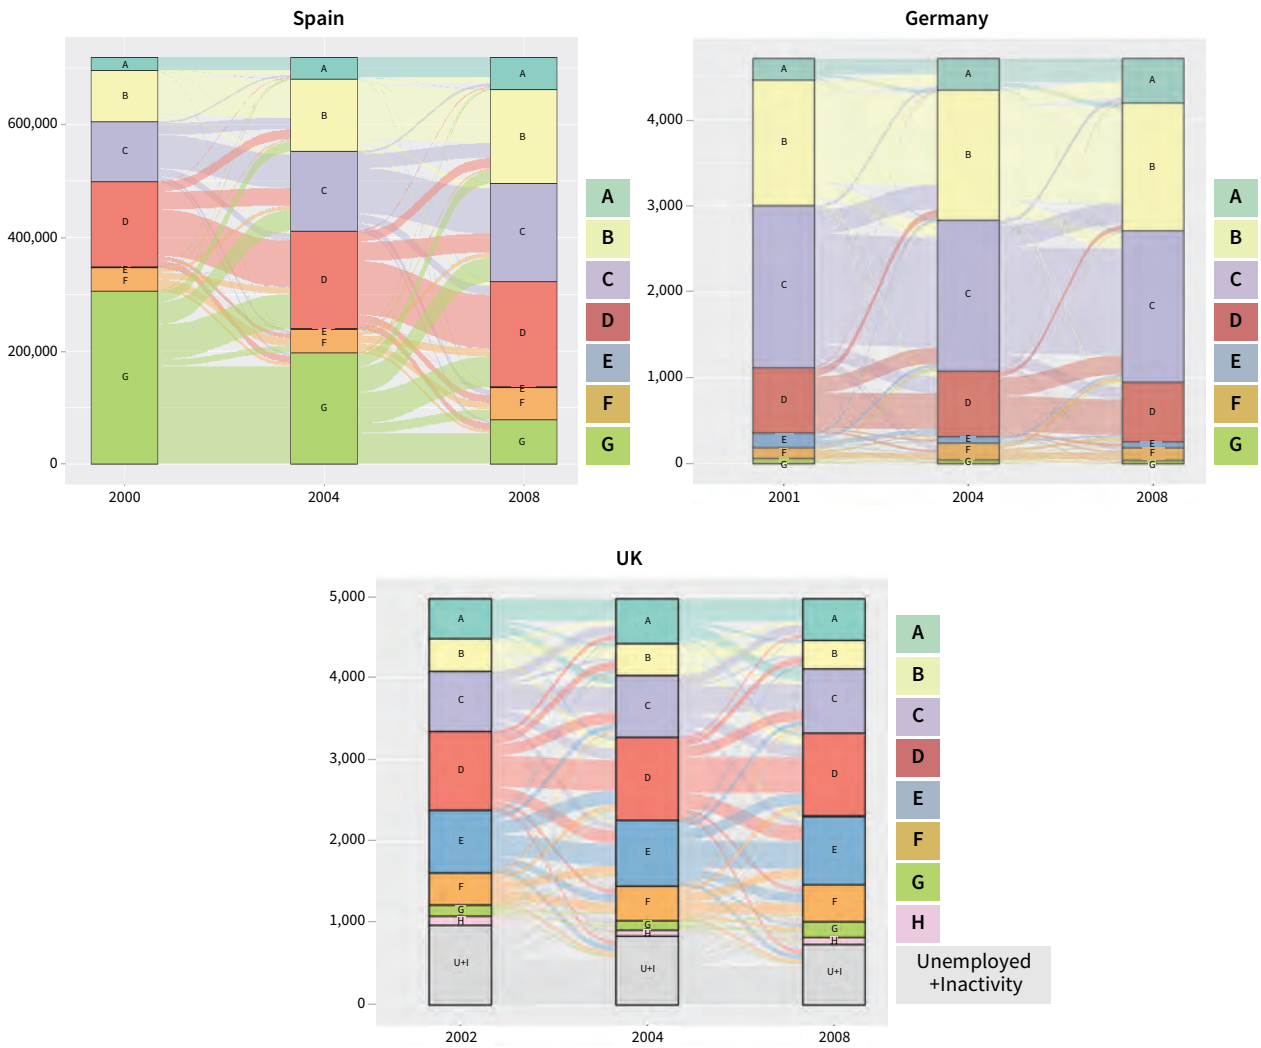 Spain
600,000
400,000
200,000
0
A
B
C
D
E
F
G
A
B
C
D
E
F
G
A
B
C
D
E
F
G
2000
2004
2008
A
B
C
D
E
F
G
Germany
4,000
3,000
2,000
1,000
0
A
B
C
D
E
F
G
A
B
C
D
E
F
G
A
B
C
D
E
F
G
2001
2004
2008
A
B
C
D
E
F
G
UK
5,000
4,000
3,000
2,000
1,000
0
A
B
C
D
E
F
G
H
U+I
A
B
C
D
E
F
G
H
U+I
A
B
C
D
E
F
G
H
U+I
2002
2004
2008
A
B
C
D
E
F
G
H
Unemployed
+Inactivity